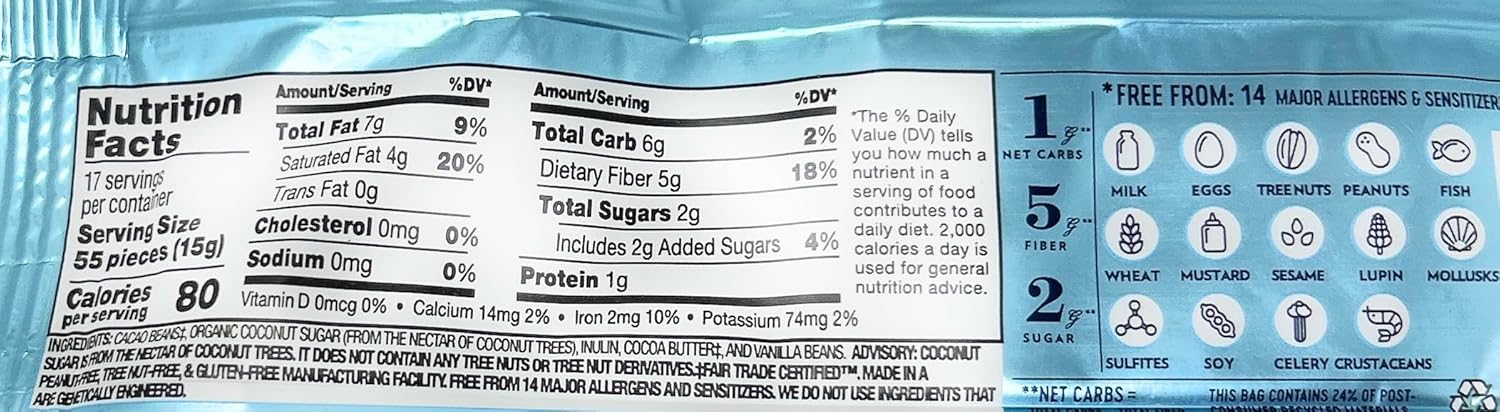 Nutrition
Facts
17 servings
per container
Serving Size
55 pieces (15g)
Calories
per serving
80
Amount/Serving %DV*
Total Fat 7g 9%
Saturated Fat 4g 20%
Trans Fat 0g
Cholesterol 0mg 0%
Sodium 0mg 0%
Amount/Serving %DV*
Total Carb 6g 2%
Dietary Fiber 5g 18%
Total Sugars 2g
Includes 2g Added Sugars 4%
Protein 1g
Vitamin D 0mcg 0% • Calcium 14mg 2% • Iron 2mg 10% • Potassium 74mg 2%
*The % Daily
Value (DV) tells
you how much a
nutrient in a
serving of food
contributes to a
daily diet. 2,000
calories a day is
used for general
nutrition advice.
INGREDIENTS: CACAO BEANS‡, ORGANIC COCONUT SUGAR (FROM THE NECTAR OF COCONUT TREES), INULIN, COCOA BUTTER‡, AND VANILLA BEANS. ADVISORY: COCONUT
SUGAR IS FROM THE NECTAR OF COCONUT TREES. IT DOES NOT CONTAIN ANY TREE NUTS OR TREE NUT DERIVATIVES.‡FAIR TRADE CERTIFIED™. MADE IN A
PEANUT-FREE, TREE NUT-FREE, & GLUTEN-FREE MANUFACTURING FACILITY. FREE FROM 14 MAJOR ALLERGENS AND SENSITIZERS. WE DO NOT USE INGREDIENTS THAT
ARE GENETICALLY ENGINEERED.
1g**
NET CARBS
5g**
FIBER
2g**
SUGAR
*FREE FROM: 14 MAJOR ALLERGENS & SENSITIZER
MILK EGGS TREE NUTS PEANUTS FISH
WHEAT MUSTARD SESAME LUPIN MOLLUSKS
SULFITES SOY CELERY CRUSTACEANS
**NET CARBS =
THIS BAG CONTAINS 24% OF POST-